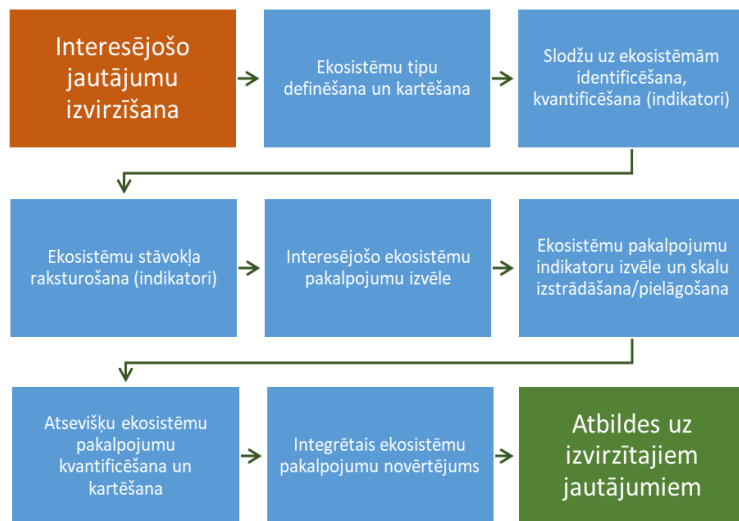 Interesējošo
jautājumu
izvirzīšana
Ekosistēmu tipu
definēšana un kartēšana
Slodžu uz ekosistēmām
identificēšana,
kvantificēšana (indikatori)
Ekosistēmu stāvokļa
raksturošana (indikatori)
Interesējošo ekosistēmu
pakalpojumu izvēle
Ekosistēmu pakalpojumu
indikatoru izvēle un skalu
izstrādāšana/pielāgošana
Atsevišķu ekosistēmu
pakalpojumu
kvantificēšana un
kartēšana
Integrētais ekosistēmu
pakalpojumu novērtējums
Atbildes uz
izvirzītajiem
jautājumiem